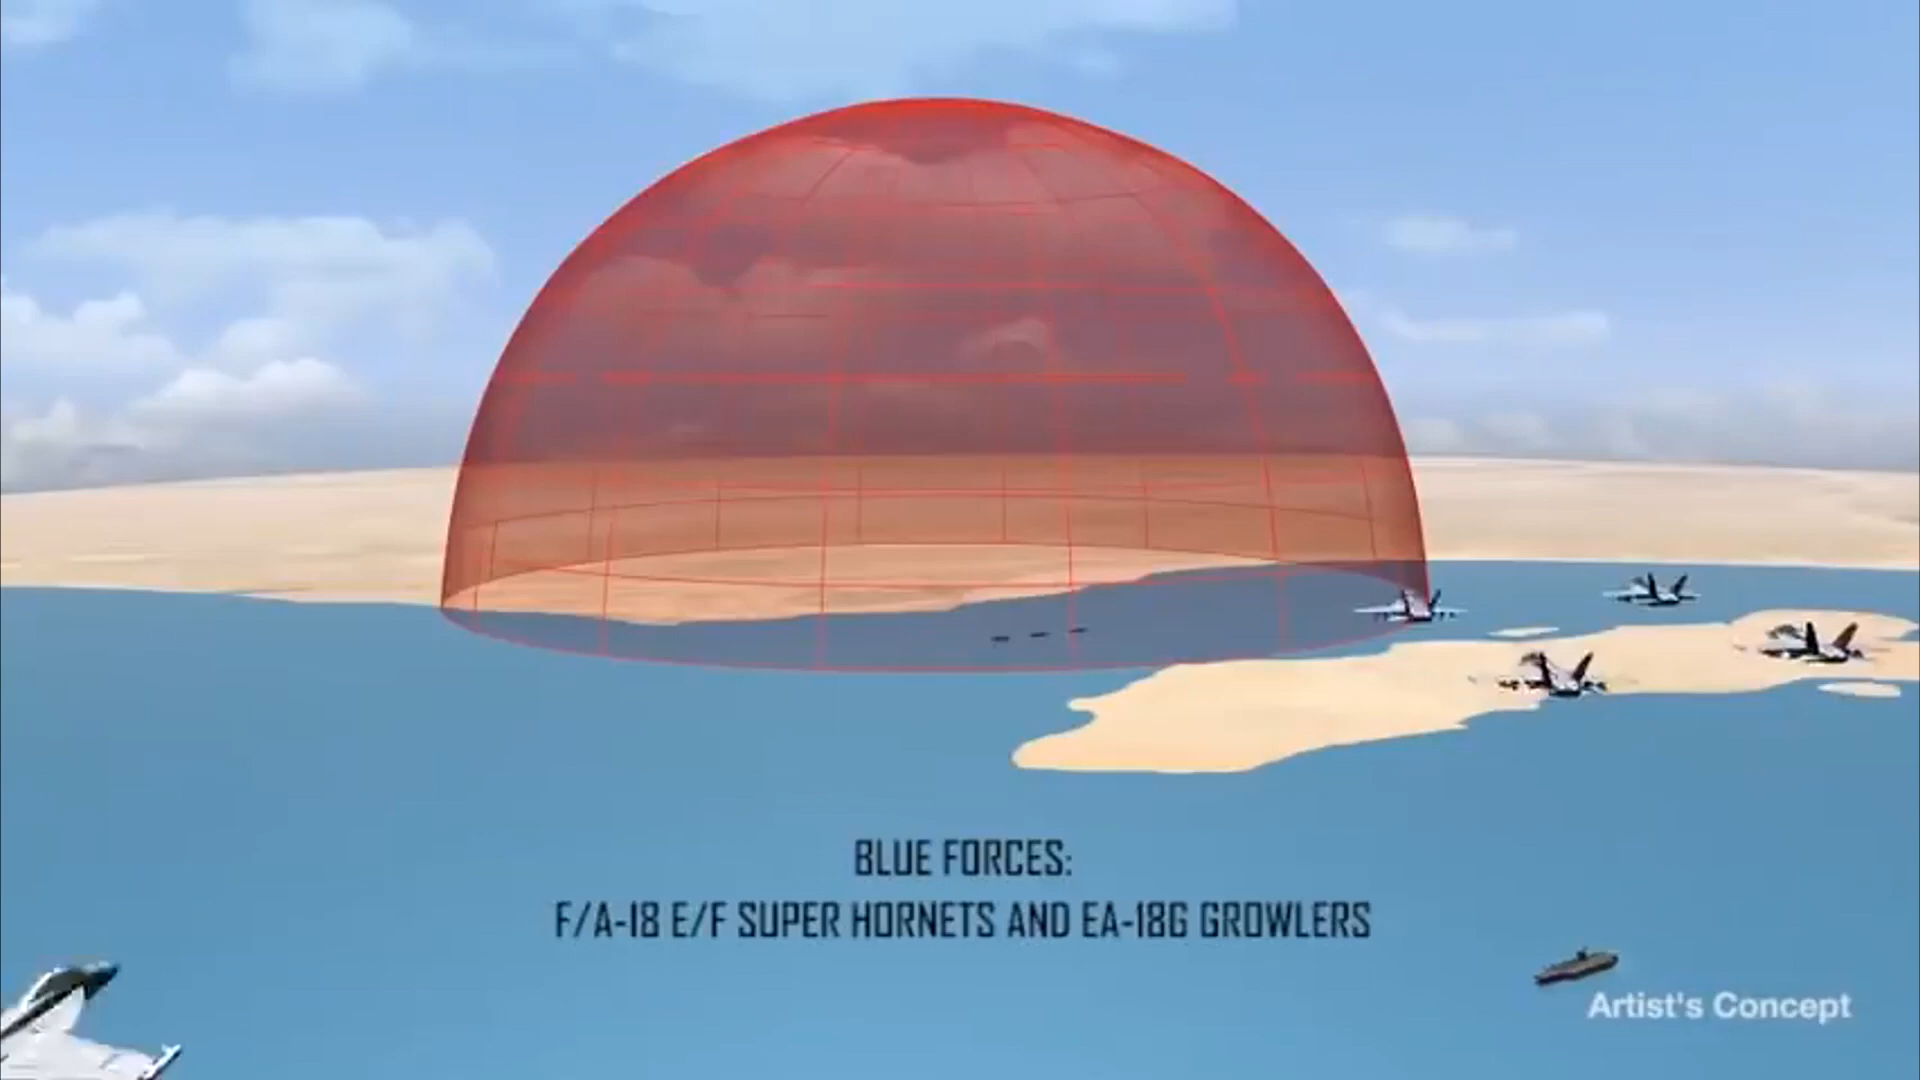 BLUE FORCES:
F/A-18 E/F SUPER HORNETS AND EA-18G GROWLERS
Artist's Concept